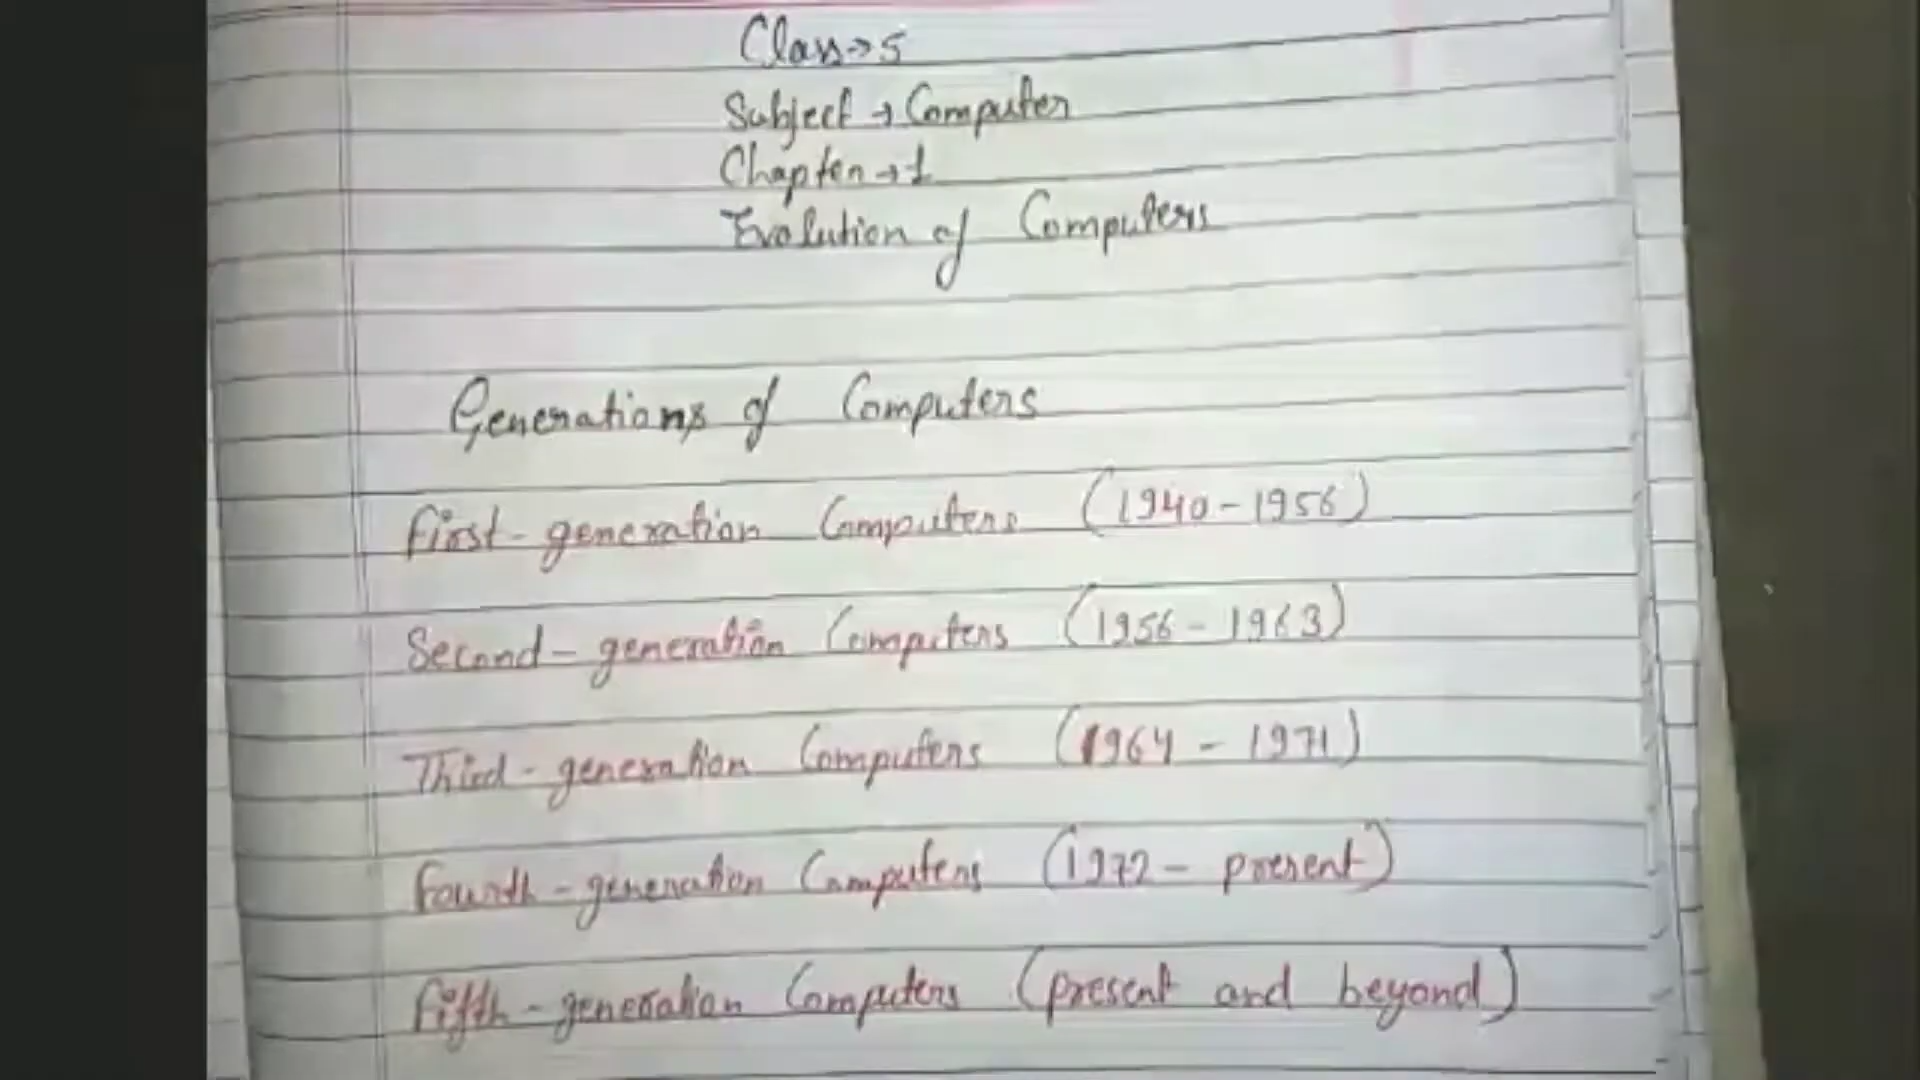 Class → 5
Subject → Computer
Chapter → 1
Evolution of Computers
Generations of Computers
First - generation Computers (1940 - 1956)
Second - generation Computers (1956 - 1963)
Third - generation Computers (1964 - 1971)
Fourth - generation Computers (1972 - present)
Fifth - generation Computers (present and beyond)